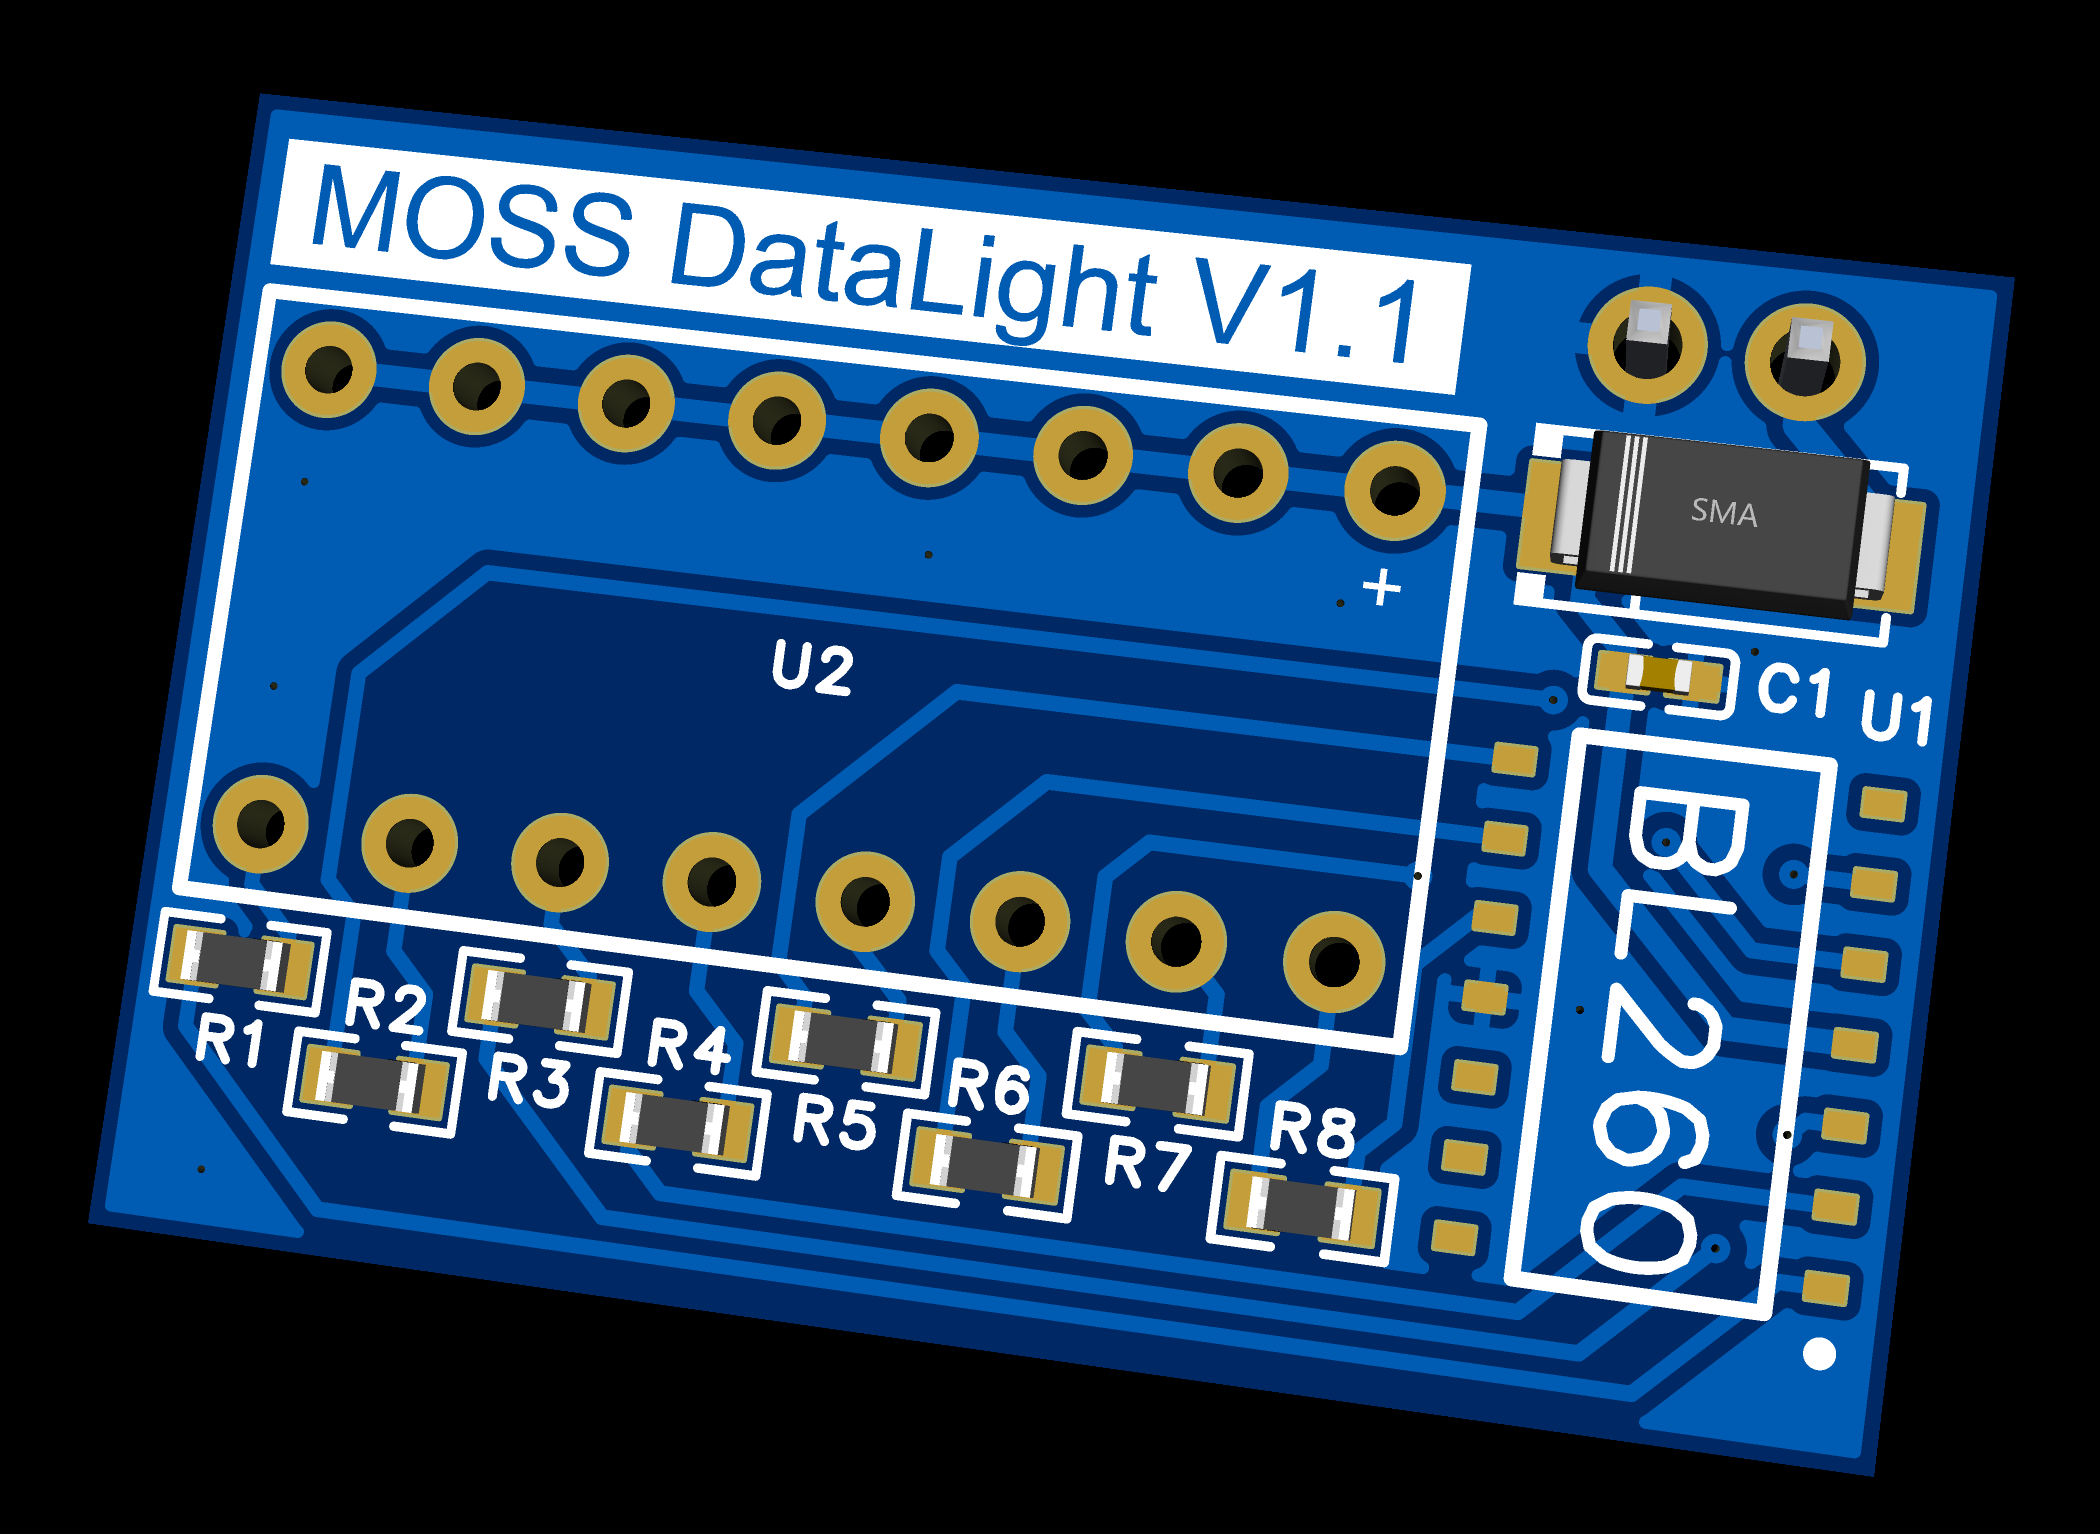 MOSS DataLight V1.1
SMA
+
U2
C1
U1
BL260
R1
R2
R3
R4
R5
R6
R7
R8